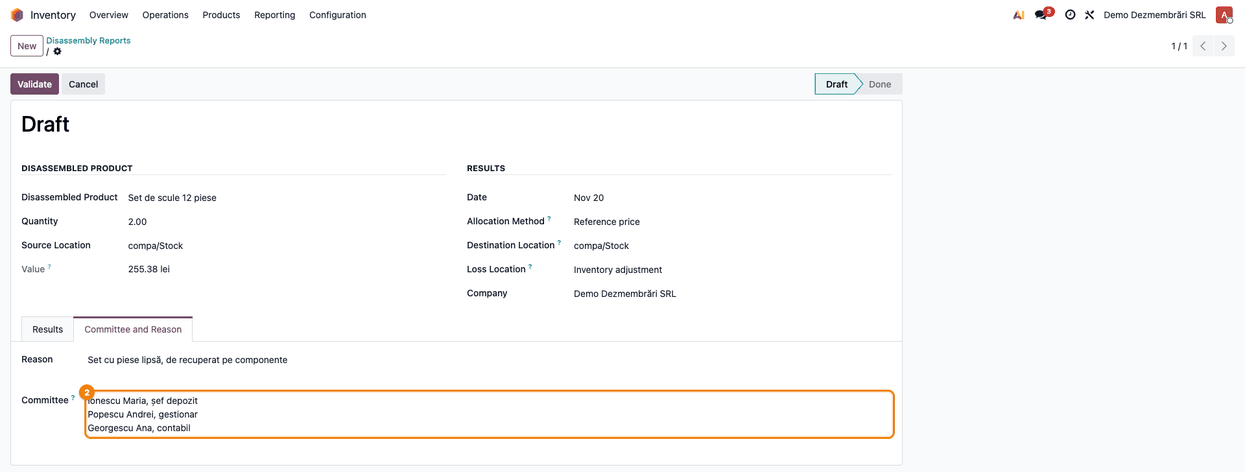 Inventory Overview Operations Products Reporting Configuration 3 Demo Dezmembrări SRL A
New Disassembly Reports
/
1 / 1
Validate Cancel Draft Done
Draft
DISASSEMBLED PRODUCT
Disassembled Product Set de scule 12 piese
Quantity 2.00
Source Location compa/Stock
Value ? 255.38 lei
RESULTS
Date Nov 20
Allocation Method ? Reference price
Destination Location ? compa/Stock
Loss Location ? Inventory adjustment
Company Demo Dezmembrări SRL
Results Committee and Reason
Reason Set cu piese lipsă, de recuperat pe componente
2
Committee ? Ionescu Maria, șef depozit
Popescu Andrei, gestionar
Georgescu Ana, contabil